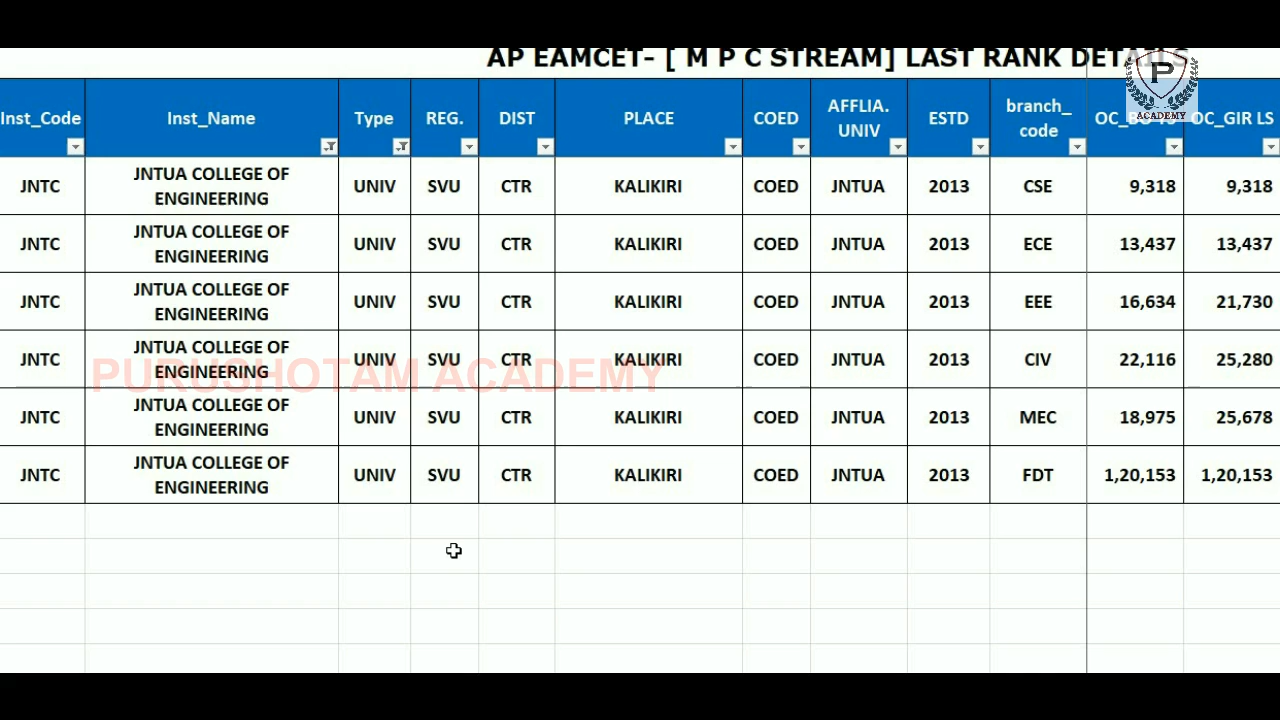 AP EAMCET- [ M P C STREAM] LAST RANK DETAILS
P
ACADEMY
Inst_Code Inst_Name Type REG. DIST PLACE COED AFFLIA. UNIV ESTD branch_ code OC_GIR LS
JNTC JNTUA COLLEGE OF ENGINEERING UNIV SVU CTR KALIKIRI COED JNTUA 2013 CSE 9,318 9,318
JNTC JNTUA COLLEGE OF ENGINEERING UNIV SVU CTR KALIKIRI COED JNTUA 2013 ECE 13,437 13,437
JNTC JNTUA COLLEGE OF ENGINEERING UNIV SVU CTR KALIKIRI COED JNTUA 2013 EEE 16,634 21,730
JNTC JNTUA COLLEGE OF ENGINEERING UNIV SVU CTR KALIKIRI COED JNTUA 2013 CIV 22,116 25,280
PURUSHOTAM ACADEMY
JNTC JNTUA COLLEGE OF ENGINEERING UNIV SVU CTR KALIKIRI COED JNTUA 2013 MEC 18,975 25,678
JNTC JNTUA COLLEGE OF ENGINEERING UNIV SVU CTR KALIKIRI COED JNTUA 2013 FDT 1,20,153 1,20,153